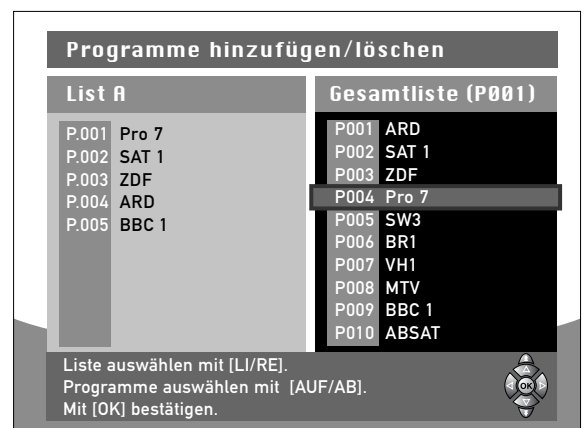 Programme hinzufügen/löschen
List A
P.001 Pro 7
P.002 SAT 1
P.003 ZDF
P.004 ARD
P.005 BBC 1
Gesamtliste (P001)
P001 ARD
P002 SAT 1
P003 ZDF
P004 Pro 7
P005 SW3
P006 BR1
P007 VH1
P008 MTV
P009 BBC 1
P010 ABSAT
Liste auswählen mit [LI/RE].
Programme auswählen mit [AUF/AB].
Mit [OK] bestätigen.
OK